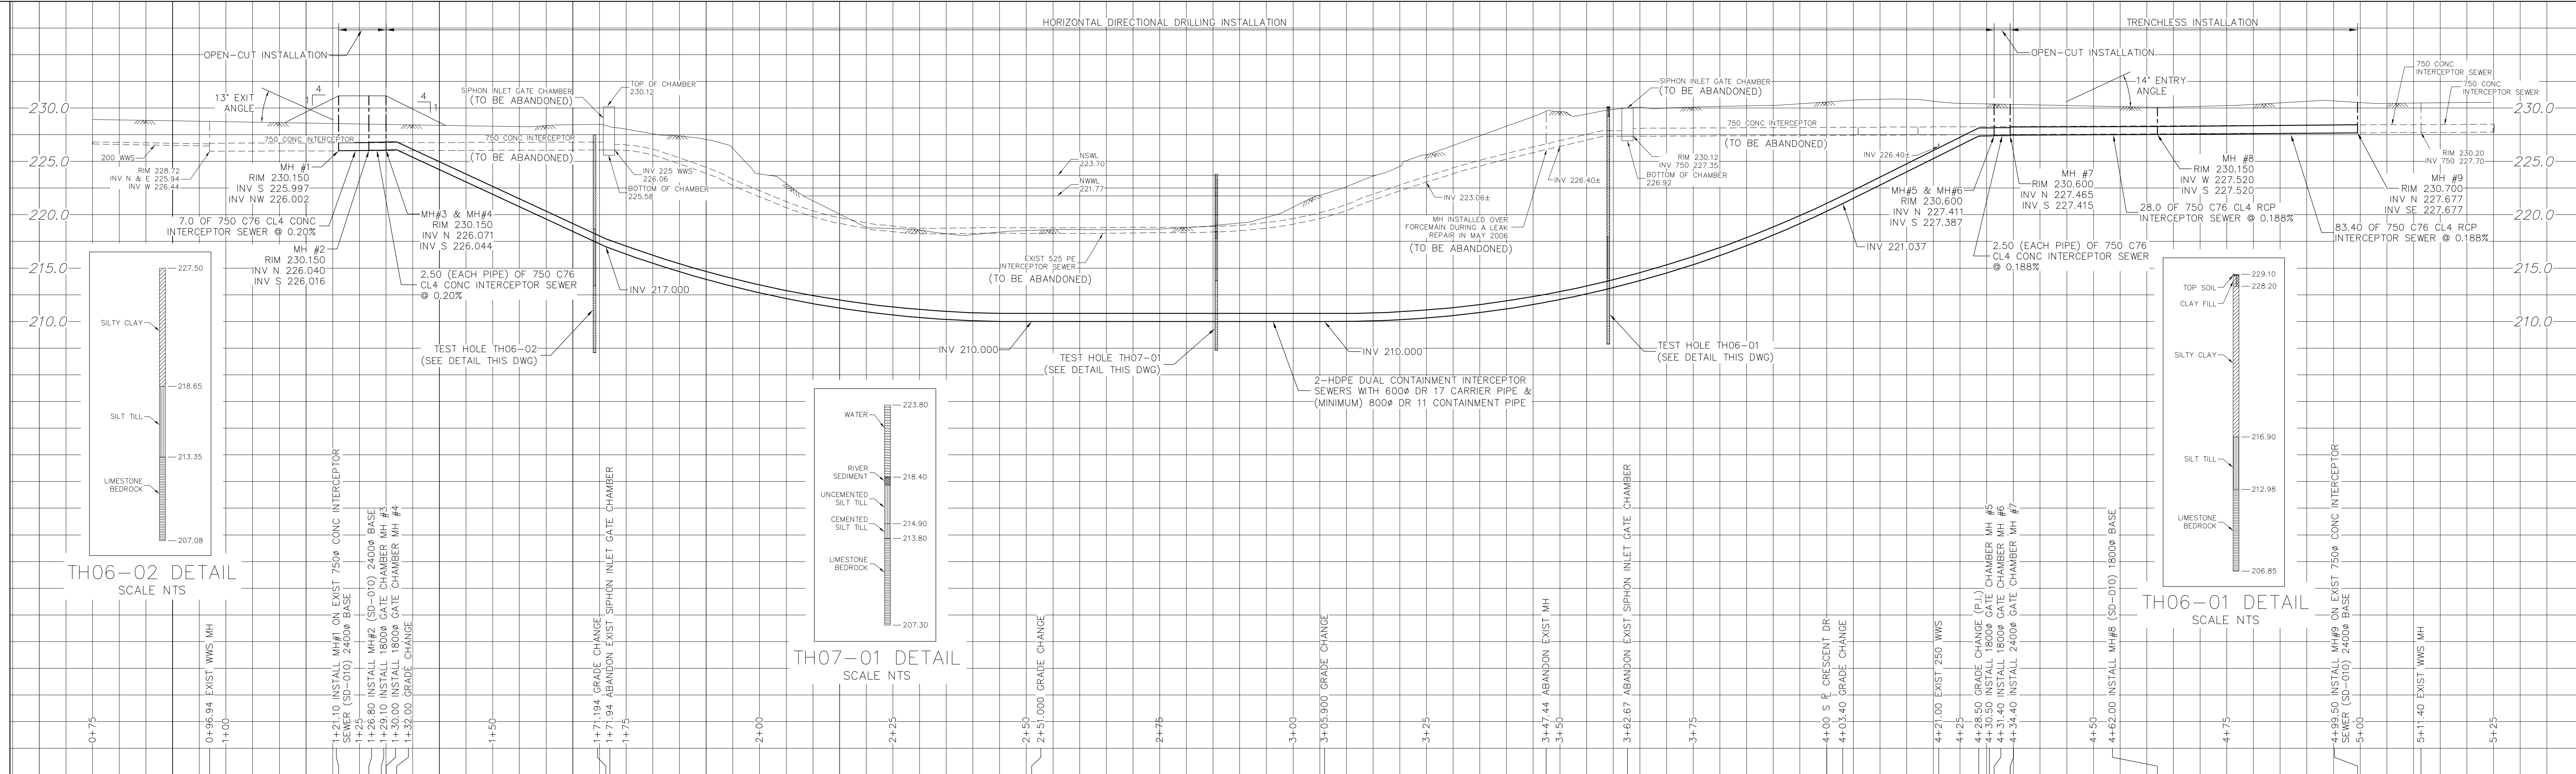 HORIZONTAL DIRECTIONAL DRILLING INSTALLATION
TRENCHLESS INSTALLATION
OPEN-CUT INSTALLATION
OPEN-CUT INSTALLATION
13° EXIT
ANGLE
4
1
4
1
SIPHON INLET GATE CHAMBER
(TO BE ABANDONED)
TOP OF CHAMBER
230.12
SIPHON INLET GATE CHAMBER
(TO BE ABANDONED)
14° ENTRY
ANGLE
750 CONC
INTERCEPTOR SEWER
750 CONC
INTERCEPTOR SEWER
230.0
225.0
220.0
215.0
210.0
230.0
225.0
220.0
215.0
210.0
200 WWS
750 CONC INTERCEPTOR
750 CONC INTERCEPTOR
(TO BE ABANDONED)
RIM 228.72
INV N & E 225.94
INV W 226.44
MH #1
RIM 230.150
INV S 225.997
INV NW 226.002
7.0 OF 750 C76 CL4 CONC
INTERCEPTOR SEWER @ 0.20%
MH #2
RIM 230.150
INV N 226.040
INV S 226.016
MH#3 & MH#4
RIM 230.150
INV N 226.071
INV S 226.044
2.50 (EACH PIPE) OF 750 C76
CL4 CONC INTERCEPTOR SEWER
@ 0.20%
INV 225 WWS
226.06
BOTTOM OF CHAMBER
225.58
INV 217.000
TEST HOLE TH06-02
(SEE DETAIL THIS DWG)
NSWL
223.70
NWWL
221.77
EXIST 525 PE
INTERCEPTOR SEWER
(TO BE ABANDONED)
INV 210.000
TEST HOLE TH07-01
(SEE DETAIL THIS DWG)
INV 210.000
2-HDPE DUAL CONTAINMENT INTERCEPTOR
SEWERS WITH 600ø DR 17 CARRIER PIPE &
(MINIMUM) 800ø DR 11 CONTAINMENT PIPE
INV 223.06±
INV 226.40±
MH INSTALLED OVER
FORCEMAIN DURING A LEAK
REPAIR IN MAY 2006
(TO BE ABANDONED)
RIM 230.12
INV 750 227.35
BOTTOM OF CHAMBER
226.92
750 CONC INTERCEPTOR
(TO BE ABANDONED)
TEST HOLE TH06-01
(SEE DETAIL THIS DWG)
INV 226.40±
INV 221.037
MH#5 & MH#6
RIM 230.600
INV N 227.411
INV S 227.387
2.50 (EACH PIPE) OF 750 C76
CL4 CONC INTERCEPTOR SEWER
@ 0.188%
MH #7
RIM 230.600
INV N 227.465
INV S 227.415
MH #8
RIM 230.150
INV W 227.520
INV S 227.520
28.0 OF 750 C76 CL4 RCP
INTERCEPTOR SEWER @ 0.188%
83.40 OF 750 C76 CL4 RCP
INTERCEPTOR SEWER @ 0.188%
MH #9
RIM 230.700
INV N 227.677
INV SE 227.677
RIM 230.20
INV 750 227.70
227.50
SILTY CLAY
218.65
SILT TILL
213.35
LIMESTONE
BEDROCK
207.08
TH06-02 DETAIL
SCALE NTS
223.80
WATER
RIVER
SEDIMENT
218.40
UNCEMENTED
SILT TILL
214.90
CEMENTED
SILT TILL
213.80
LIMESTONE
BEDROCK
207.30
TH07-01 DETAIL
SCALE NTS
229.10
TOP SOIL
228.20
CLAY FILL
SILTY CLAY
216.90
SILT TILL
212.98
LIMESTONE
BEDROCK
206.85
TH06-01 DETAIL
SCALE NTS
0+75
0+96.94 EXIST WWS MH
1+00
1+21.10 INSTALL MH#1 ON EXIST 750ø CONC INTERCEPTOR
SEWER (SD-010) 2400ø BASE
1+25
1+26.80 INSTALL MH#2 (SD-010) 2400ø BASE
1+29.10 INSTALL 1800ø GATE CHAMBER MH #3
1+30.00 INSTALL 1800ø GATE CHAMBER MH #4
1+32.00 GRADE CHANGE
1+50
1+71.194 GRADE CHANGE
1+71.94 ABANDON EXIST SIPHON INLET GATE CHAMBER
1+75
2+00
2+25
2+50
2+51.000 GRADE CHANGE
2+75
3+00
3+05.900 GRADE CHANGE
3+25
3+47.44 ABANDON EXIST MH
3+50
3+62.67 ABANDON EXIST SIPHON INLET GATE CHAMBER
3+75
4+00 S PL CRESCENT DR
4+03.40 GRADE CHANGE
4+21.00 EXIST 250 WWS
4+25
4+28.50 GRADE CHANGE (P.I.)
4+30.50 INSTALL 1800ø GATE CHAMBER MH #5
4+31.40 INSTALL 1800ø GATE CHAMBER MH #6
4+34.40 INSTALL 2400ø GATE CHAMBER MH #7
4+50
4+62.00 INSTALL MH#8 (SD-010) 1800ø BASE
4+75
4+99.50 INSTALL MH#9 ON EXIST 750ø CONC INTERCEPTOR
SEWER (SD-010) 2400ø BASE
5+00
5+11.40 EXIST WWS MH
5+25